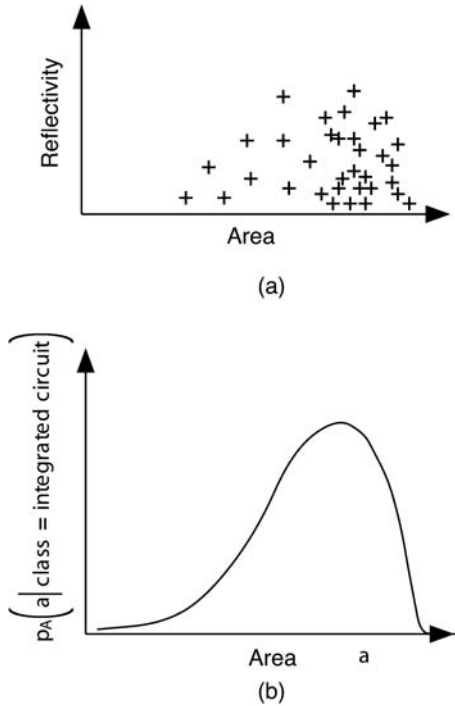 Reflectivity
Area
(a)
pA ( a| class = integrated circuit )
Area a
(b)